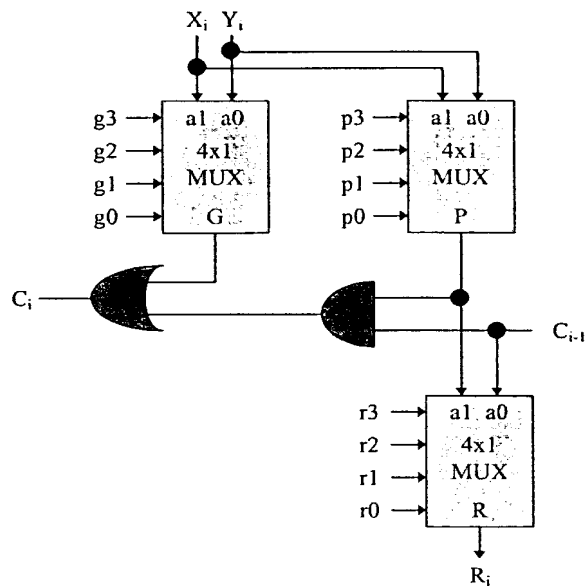 Xi Yi
g3 a1 a0
g2 4x1
g1 MUX
g0 G
p3 a1 a0
p2 4x1
p1 MUX
p0 P
Ci
Ci-1
r3 a1 a0
r2 4x1
r1 MUX
r0 R
Ri